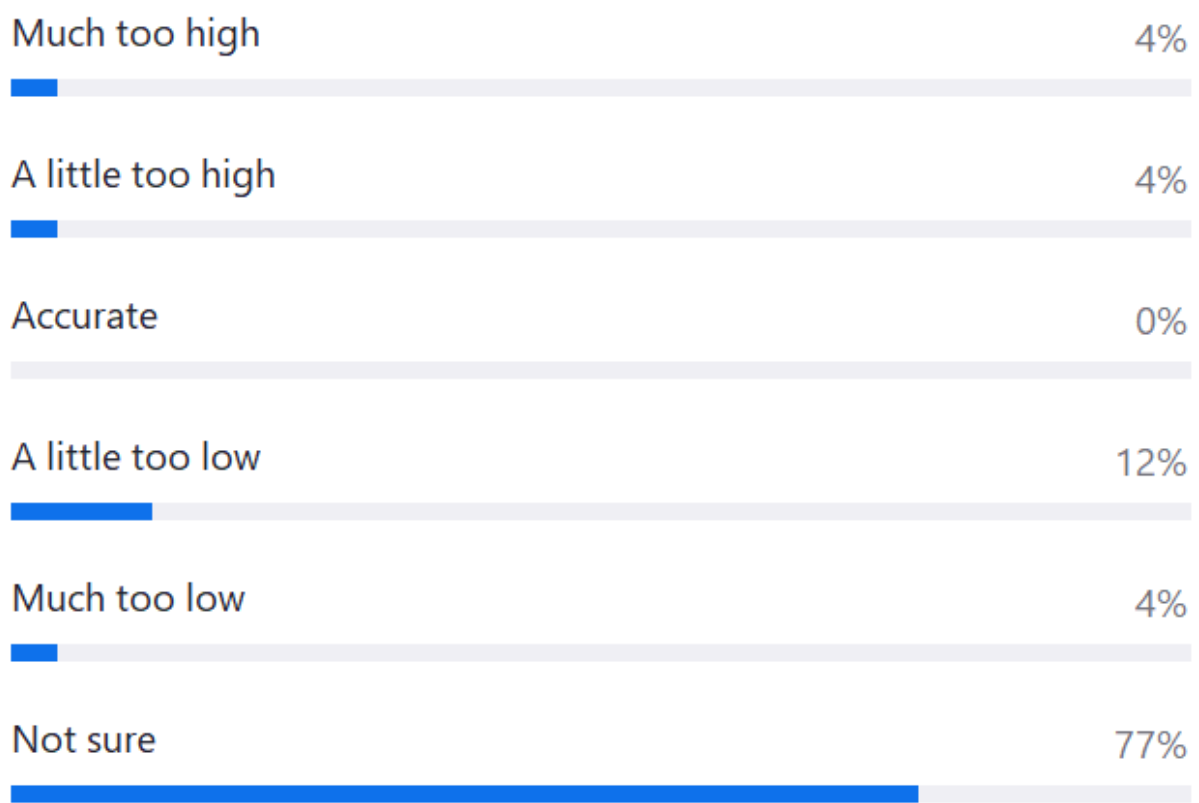 Much too high 4%
A little too high 4%
Accurate 0%
A little too low 12%
Much too low 4%
Not sure 77%